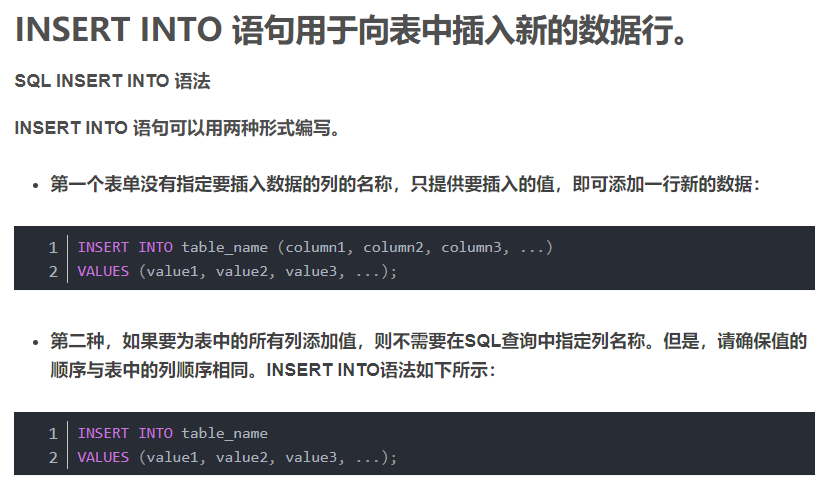 INSERT INTO 语句用于向表中插入新的数据行。
SQL INSERT INTO 语法
INSERT INTO 语句可以用两种形式编写。
• 第一个表单没有指定要插入数据的列的名称，只提供要插入的值，即可添加一行新的数据：
1 INSERT INTO table_name (column1, column2, column3, ...)
2 VALUES (value1, value2, value3, ...);
• 第二种，如果要为表中的所有列添加值，则不需要在SQL查询中指定列名称。但是，请确保值的
顺序与表中的列顺序相同。INSERT INTO语法如下所示：
1 INSERT INTO table_name
2 VALUES (value1, value2, value3, ...);